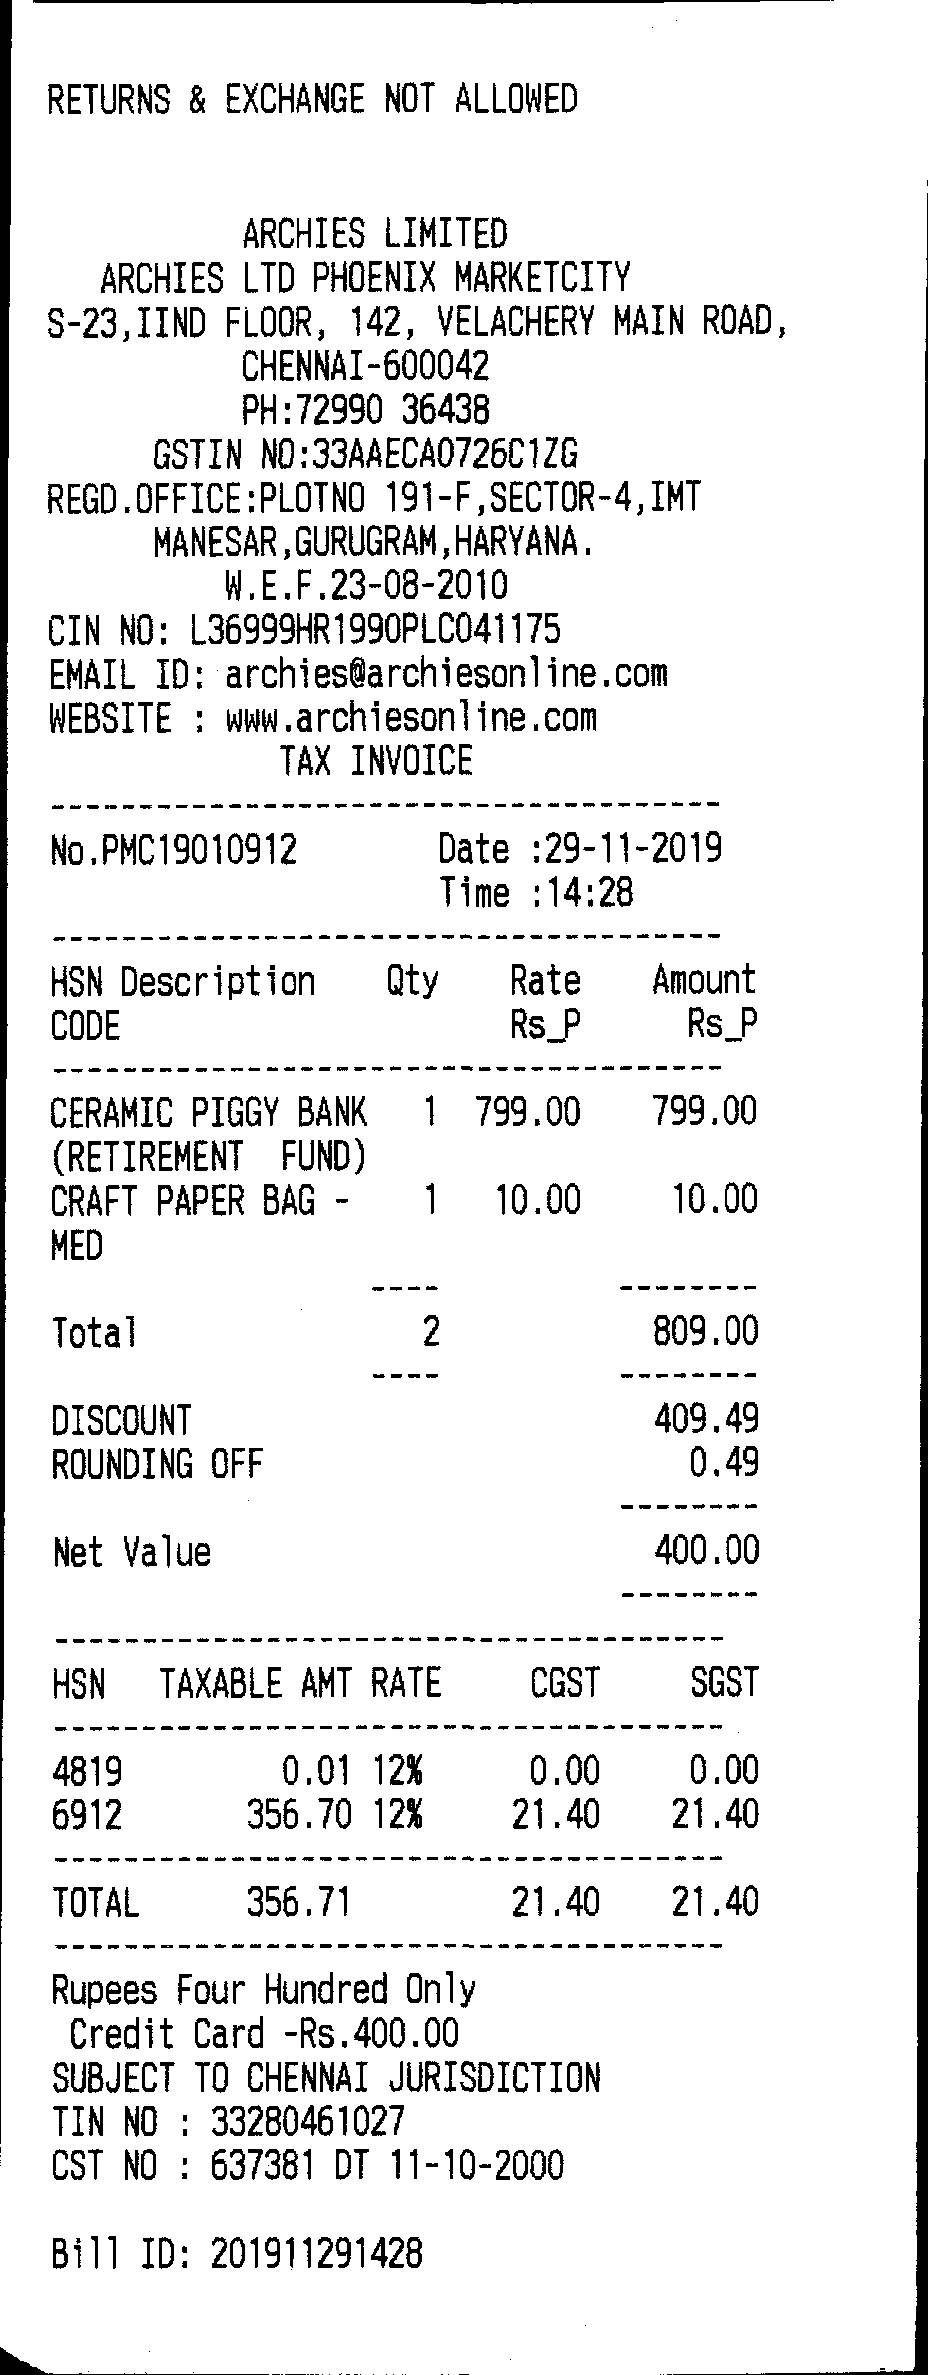 RETURNS & EXCHANGE NOT ALLOWED
ARCHIES LIMITED
ARCHIES LTD PHOENIX MARKETCITY
S-23,IIND FLOOR, 142, VELACHERY MAIN ROAD,
CHENNAI-600042
PH:72990 36438
GSTIN NO:33AAECA0726C1ZG
REGD.OFFICE:PLOTNO 191-F,SECTOR-4,IMT
MANESAR,GURUGRAM,HARYANA.
W.E.F.23-08-2010
CIN NO: L36999HR1990PLC041175
EMAIL ID: archies@archiesonline.com
WEBSITE : www.archiesonline.com
TAX INVOICE
--------------------------------------
No.PMC19010912 Date :29-11-2019
Time :14:28
--------------------------------------
HSN Description Qty Rate Amount
CODE Rs_P Rs_P
--------------------------------------
CERAMIC PIGGY BANK 1 799.00 799.00
(RETIREMENT FUND)
CRAFT PAPER BAG - 1 10.00 10.00
MED
---- --------
Total 2 809.00
---- --------
DISCOUNT 409.49
ROUNDING OFF 0.49
--------
Net Value 400.00
--------
--------------------------------------
HSN TAXABLE AMT RATE CGST SGST
--------------------------------------
4819 0.01 12% 0.00 0.00
6912 356.70 12% 21.40 21.40
--------------------------------------
TOTAL 356.71 21.40 21.40
--------------------------------------
Rupees Four Hundred Only
Credit Card -Rs.400.00
SUBJECT TO CHENNAI JURISDICTION
TIN NO : 33280461027
CST NO : 637381 DT 11-10-2000
Bill ID: 201911291428